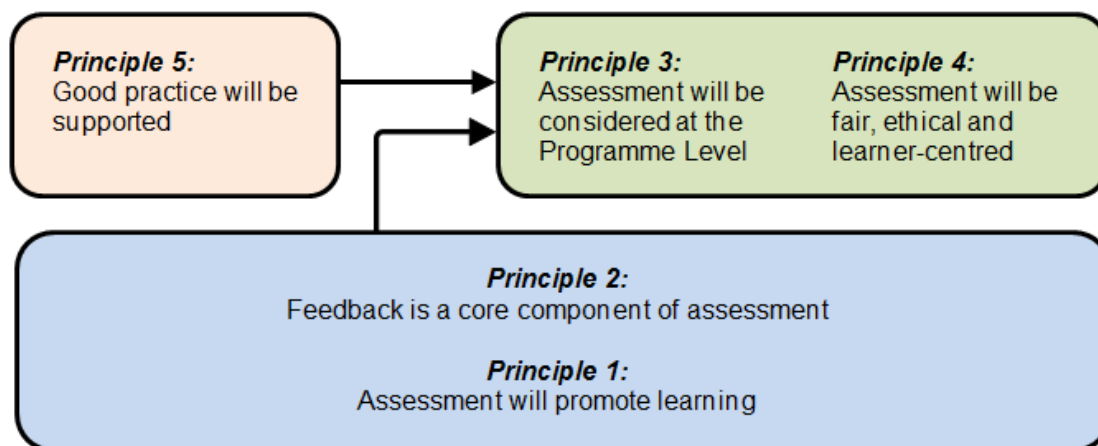 Principle 5:
Good practice will be
supported
Principle 3:
Assessment will be
considered at the
Programme Level
Principle 4:
Assessment will be
fair, ethical and
learner-centred
Principle 2:
Feedback is a core component of assessment
Principle 1:
Assessment will promote learning